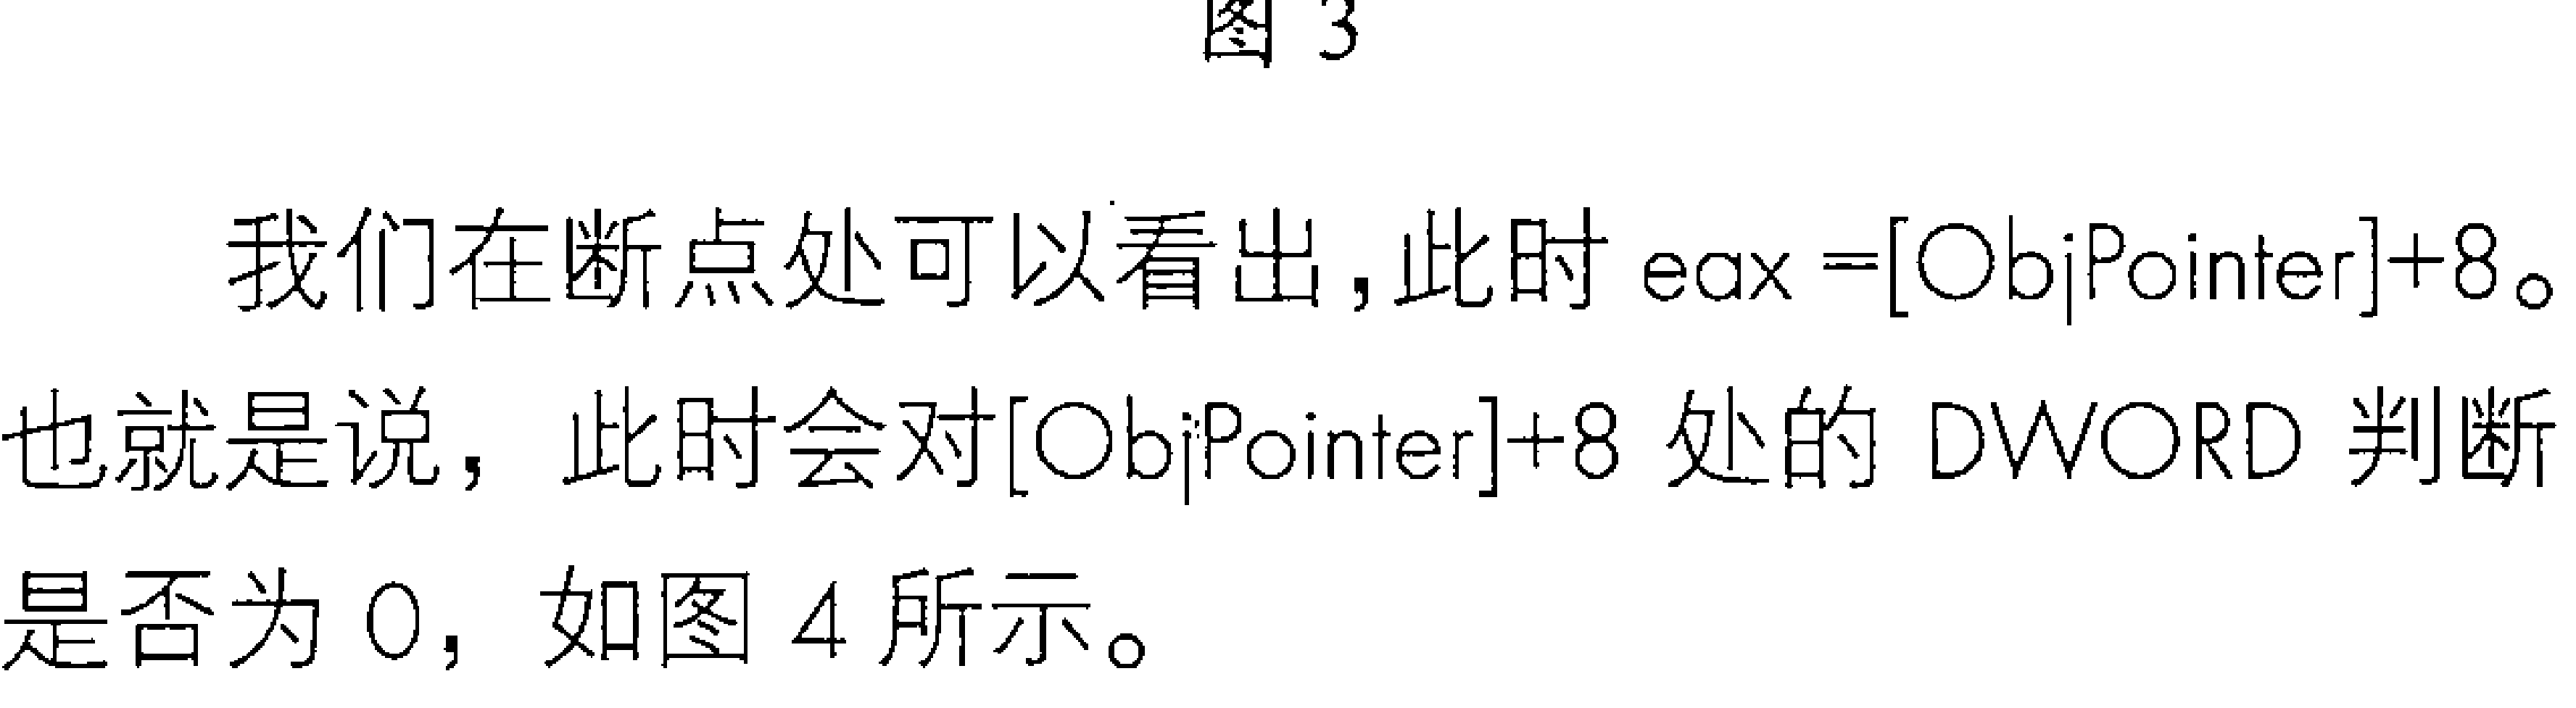 图 3
我们在断点处可以看出,此时 eax =[ObjPointer]+8。
也就是说，此时会对[ObjPointer]+8 处的 DWORD 判断
是否为 0，如图 4 所示。